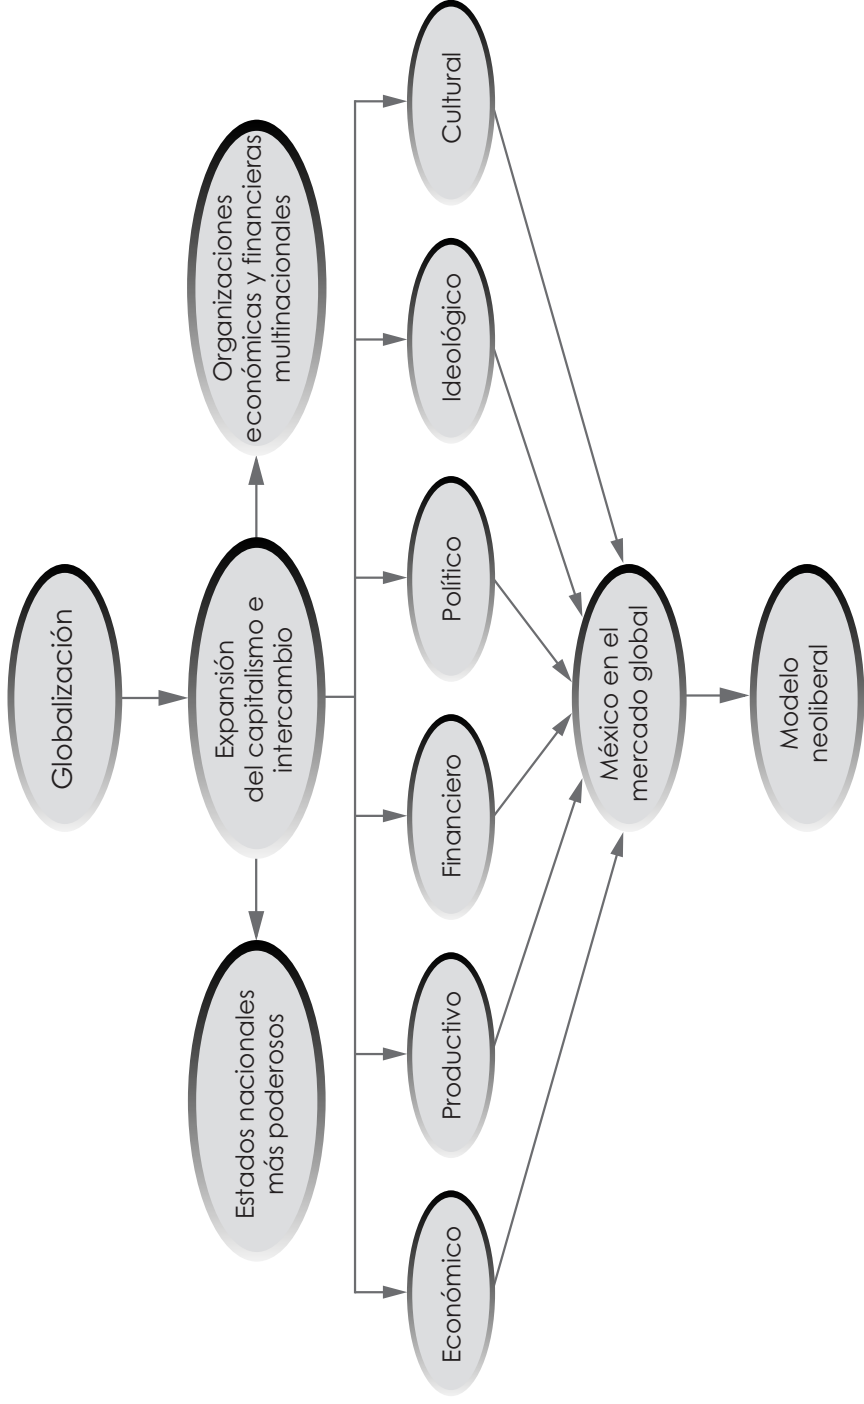 Globalización
Estados nacionales
más poderosos
Expansión
del capitalismo e
intercambio
Organizaciones
económicas y financieras
multinacionales
Económico
Productivo
Financiero
Político
Ideológico
Cultural
México en el
mercado global
Modelo
neoliberal